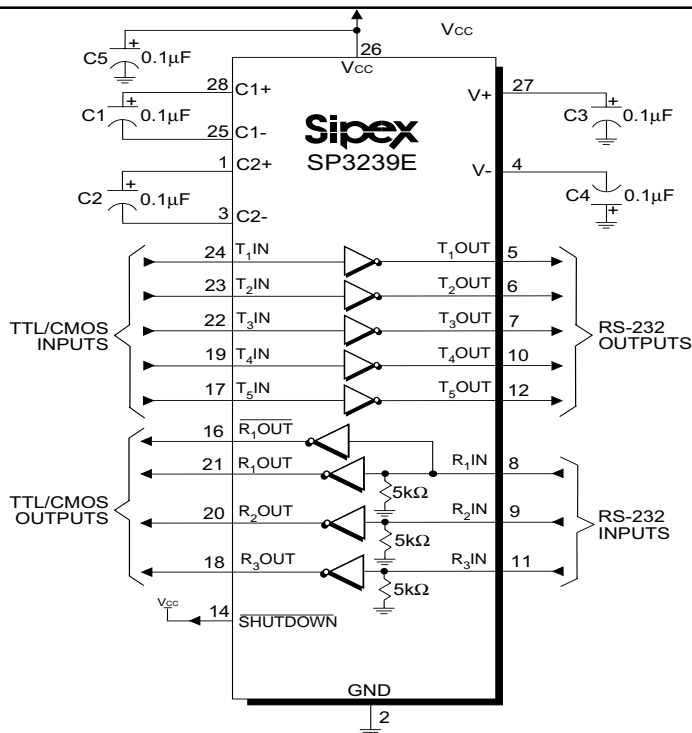 VCC
C5 + 0.1µF
26
VCC
28 C1+
C1 + 0.1µF
25 C1-
1 C2+
C2 + 0.1µF
3 C2-
Sipex
SP3239E
V+ 27
C3 + 0.1µF
V- 4
C4 0.1µF
+
TTL/CMOS
INPUTS
24 T1IN T1OUT 5
23 T2IN T2OUT 6
22 T3IN T3OUT 7
19 T4IN T4OUT 10
17 T5IN T5OUT 12
RS-232
OUTPUTS
TTL/CMOS
OUTPUTS
16 R1OUT
21 R1OUT R1IN 8
5kΩ
20 R2OUT R2IN 9
5kΩ
18 R3OUT R3IN 11
5kΩ
RS-232
INPUTS
VCC
14 SHUTDOWN
GND
2